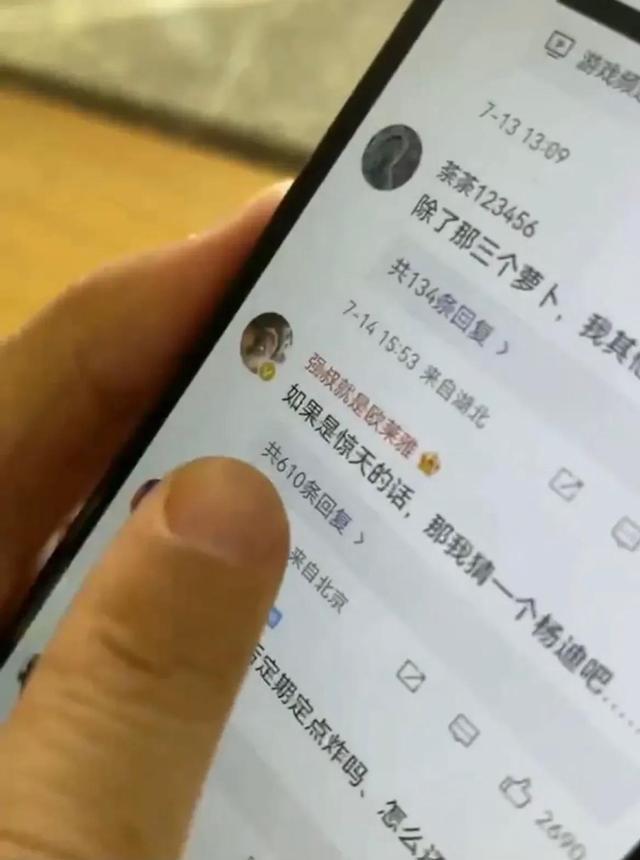 游戏频道
7-13 13:09
茶茶123456
除了那三个萝卜，我其他
共134条回复 >
7-14 15:53 来自湖北
强叔就是欧莱雅
如果是惊天的话，那我猜一个杨迪吧……
共610条回复 >
来自北京
定期定点炸吗、怎么还
2690